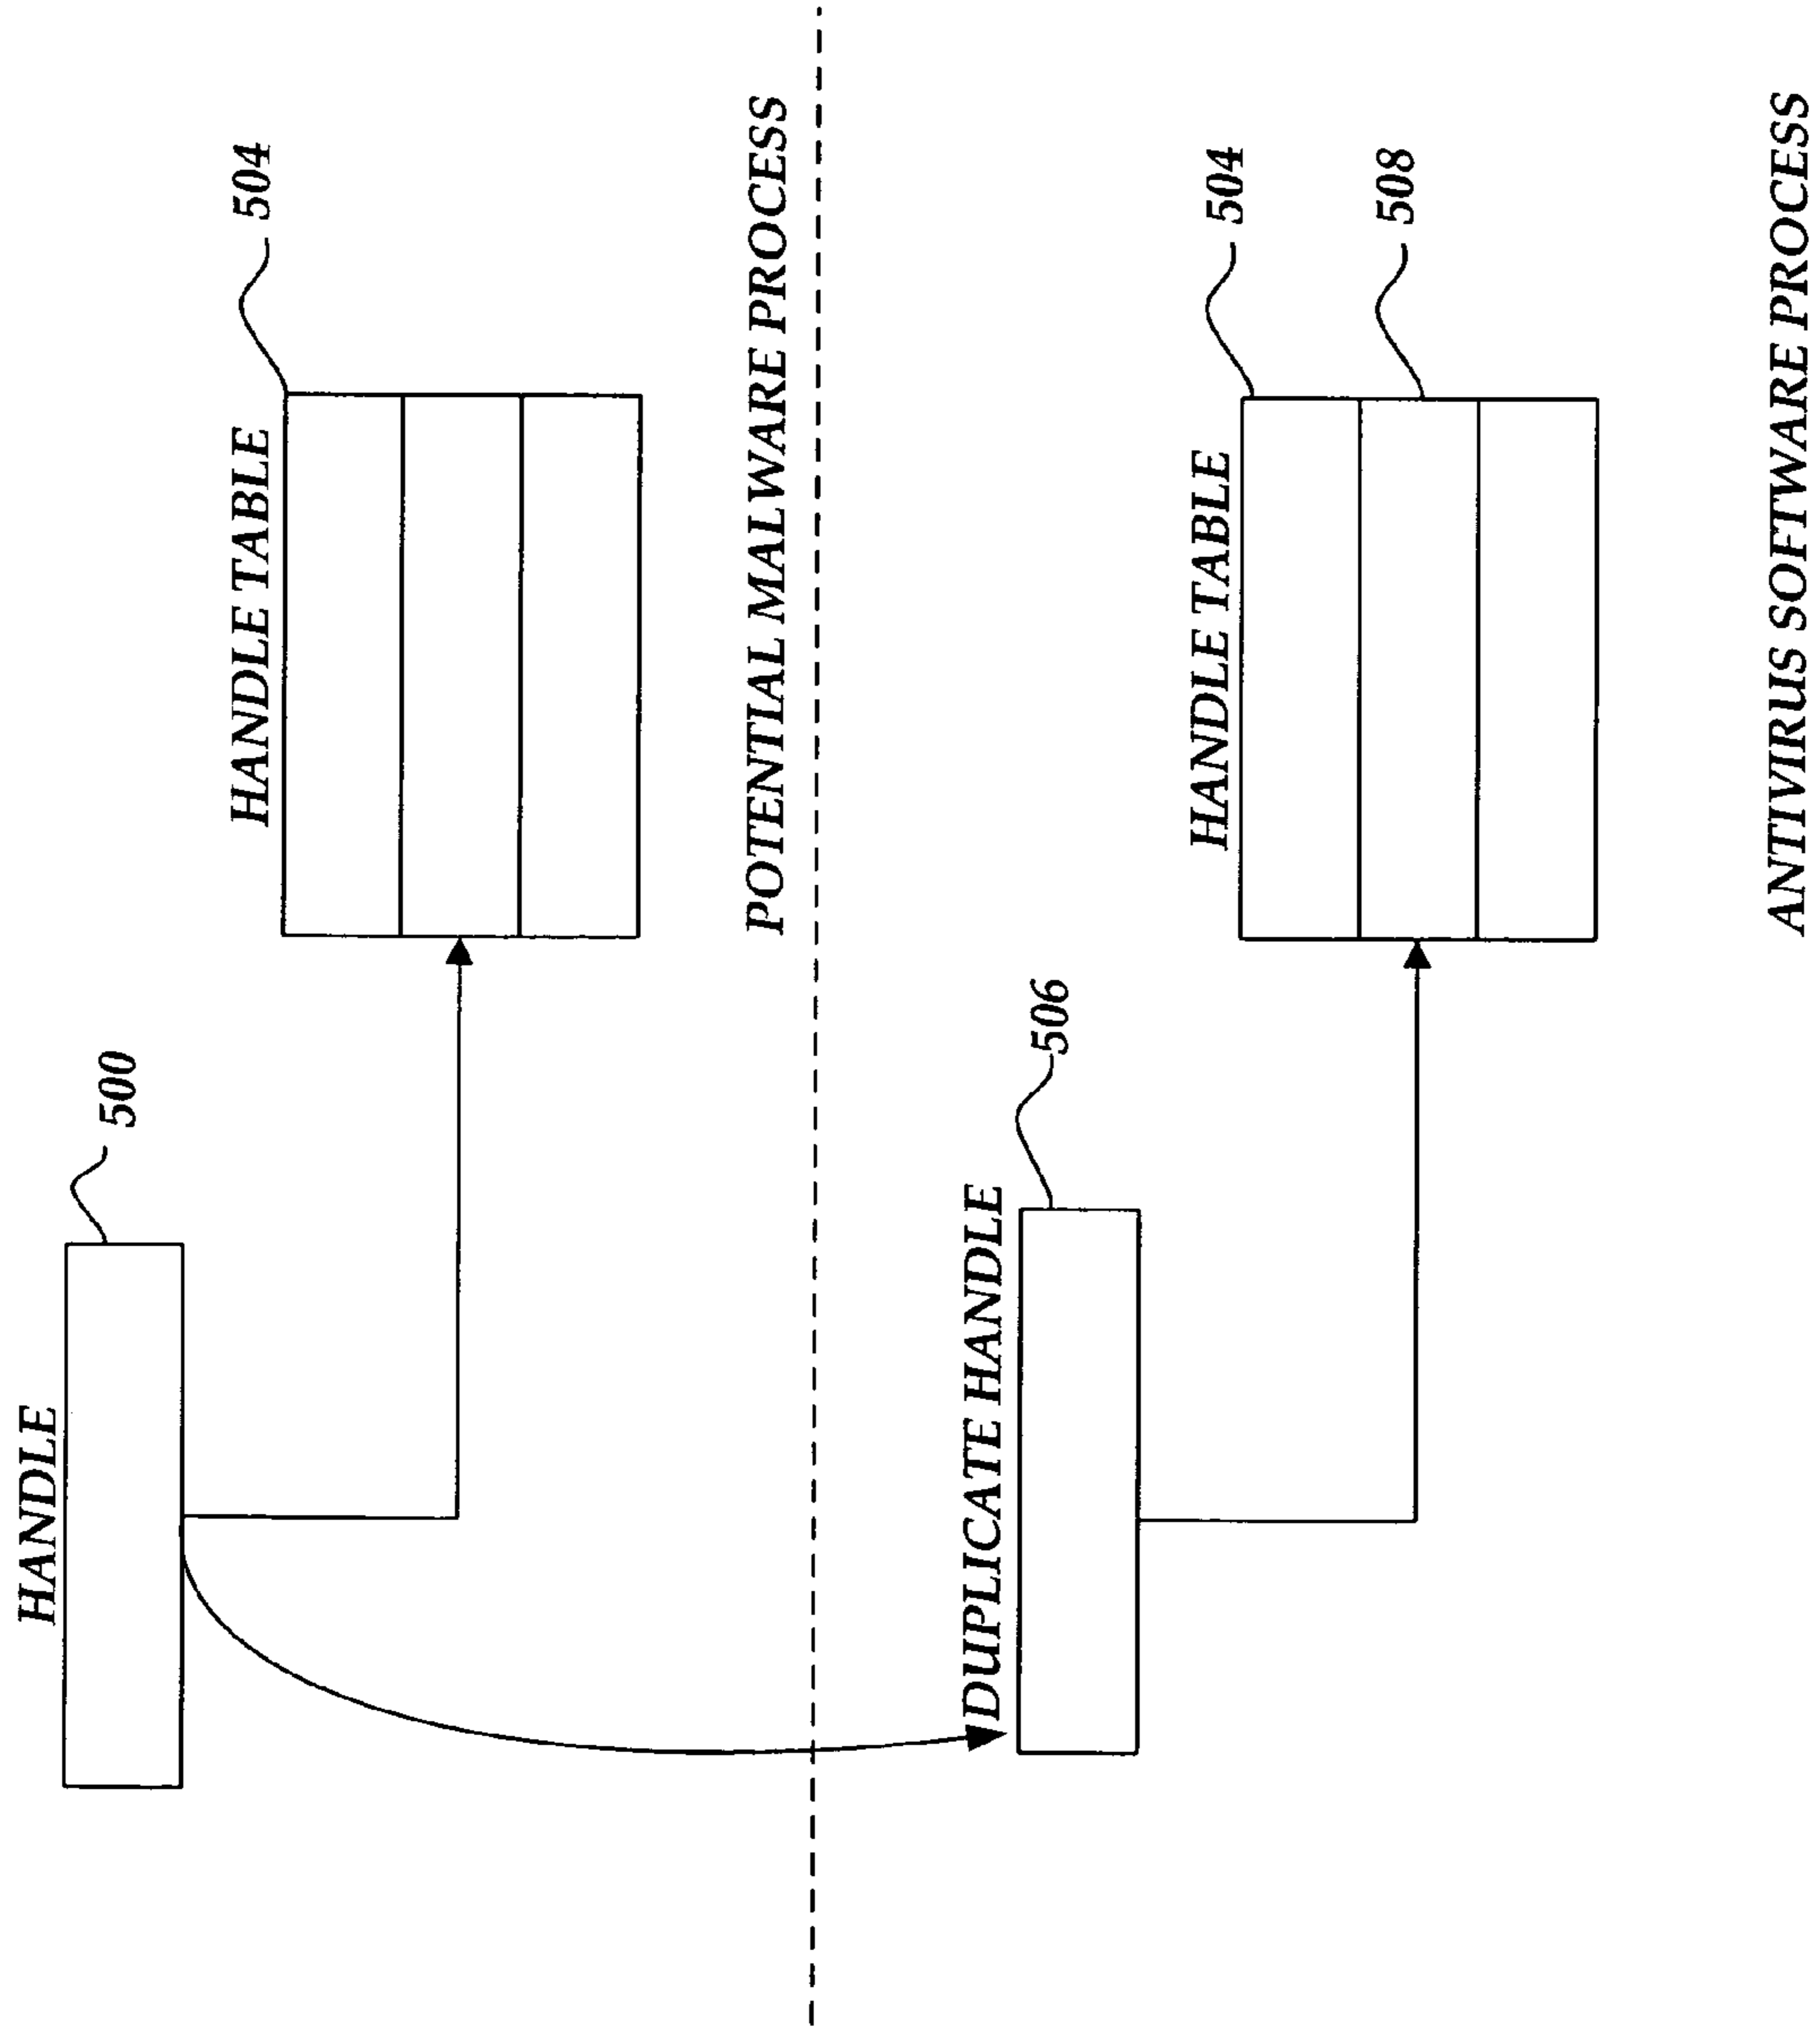 HANDLE
500
HANDLE TABLE
504
POTENTIAL MALWARE PROCESS
DUPLICATE HANDLE
506
HANDLE TABLE
504
508
ANTIVIRUS SOFTWARE PROCESS